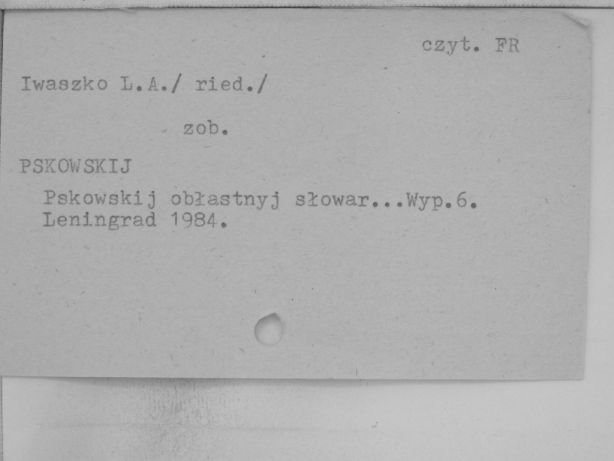 czyt. FR
Iwaszko L.A./ ried./
zob.
PSKOWSKIJ
Pskowskij obłastnyj słowar...Wyp.6.
Leningrad 1984.